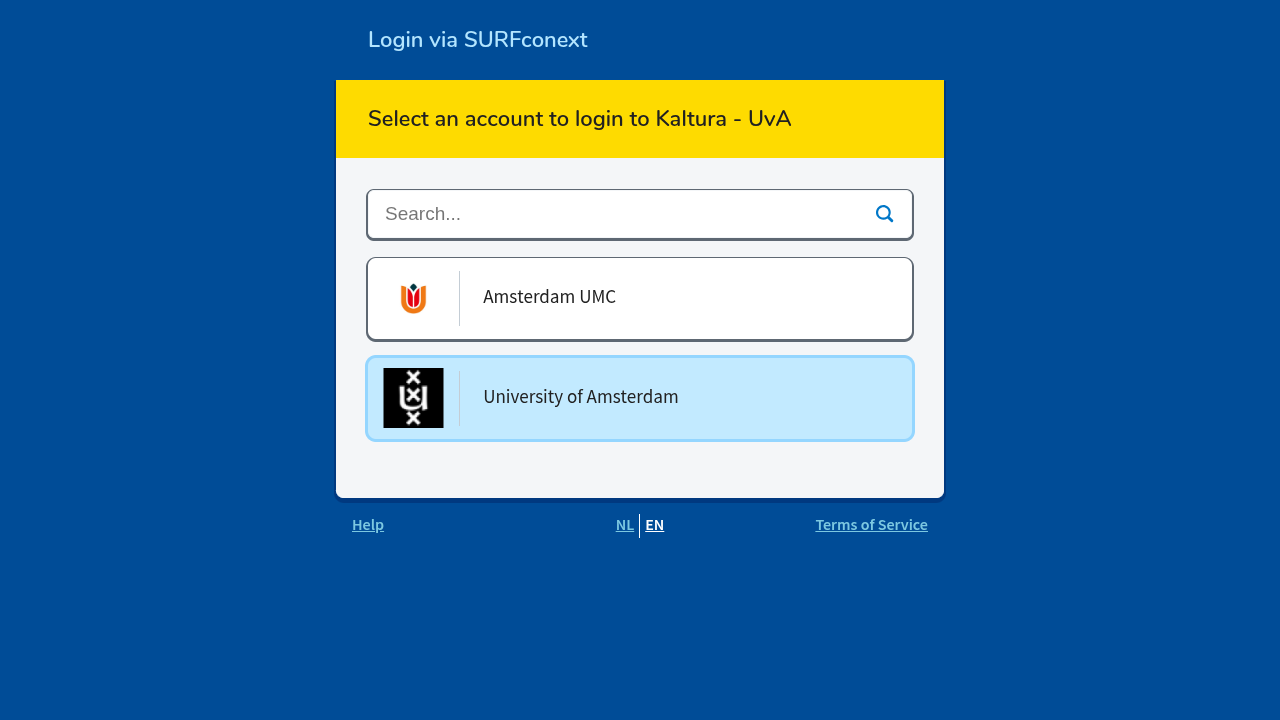 Login via SURFconext
Select an account to login to Kaltura - UvA
Search...
Amsterdam UMC
University of Amsterdam
Help
NL
EN
Terms of Service